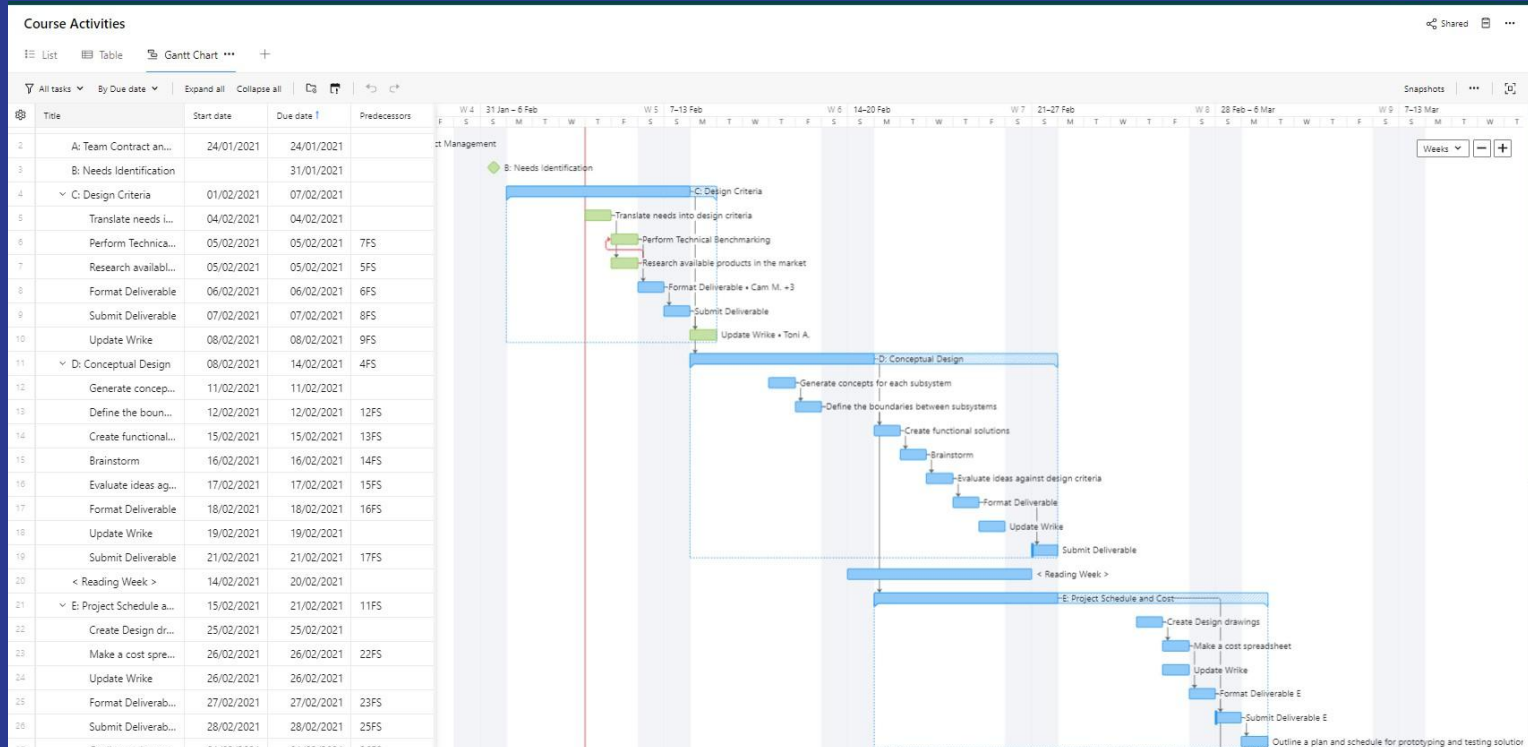 Course Activities
Shared
List Table Gantt Chart
All tasks By Due date Expand all Collapse all Snapshots
Title Start date Due date Predecessors
W 4 31 Jan – 6 Feb W 5 7–13 Feb W 6 14–20 Feb W 7 21–27 Feb W 8 28 Feb – 6 Mar W 9 7–13 Mar
F S S M T W T F S S M T W T F S S M T W T F S S M T W T F S S M T W T F S S M T W T
Weeks
2 A: Team Contract an... 24/01/2021 24/01/2021 ct Management
3 B: Needs Identification 31/01/2021 B: Needs Identification
4 C: Design Criteria 01/02/2021 07/02/2021 C: Design Criteria
5 Translate needs i... 04/02/2021 04/02/2021 Translate needs into design criteria
6 Perform Technica... 05/02/2021 05/02/2021 7FS Perform Technical Benchmarking
7 Research availabl... 05/02/2021 05/02/2021 5FS Research available products in the market
8 Format Deliverable 06/02/2021 06/02/2021 6FS Format Deliverable • Cam M. +3
9 Submit Deliverable 07/02/2021 07/02/2021 8FS Submit Deliverable
10 Update Wrike 08/02/2021 08/02/2021 9FS Update Wrike • Toni A.
11 D: Conceptual Design 08/02/2021 14/02/2021 4FS D: Conceptual Design
12 Generate concep... 11/02/2021 11/02/2021 Generate concepts for each subsystem
13 Define the boun... 12/02/2021 12/02/2021 12FS Define the boundaries between subsystems
14 Create functional... 15/02/2021 15/02/2021 13FS Create functional solutions
15 Brainstorm 16/02/2021 16/02/2021 14FS Brainstorm
16 Evaluate ideas ag... 17/02/2021 17/02/2021 15FS Evaluate ideas against design criteria
17 Format Deliverable 18/02/2021 18/02/2021 16FS Format Deliverable
18 Update Wrike 19/02/2021 19/02/2021 Update Wrike
19 Submit Deliverable 21/02/2021 21/02/2021 17FS Submit Deliverable
20 < Reading Week > 14/02/2021 20/02/2021 < Reading Week >
21 E: Project Schedule a... 15/02/2021 21/02/2021 11FS E: Project Schedule and Cost
22 Create Design dr... 25/02/2021 25/02/2021 Create Design drawings
23 Make a cost spre... 26/02/2021 26/02/2021 22FS Make a cost spreadsheet
24 Update Wrike 26/02/2021 26/02/2021 Update Wrike
25 Format Deliverab... 27/02/2021 27/02/2021 23FS Format Deliverable E
26 Submit Deliverab... 28/02/2021 28/02/2021 25FS Submit Deliverable E
Outline a plan and schedule for prototyping and testing solution